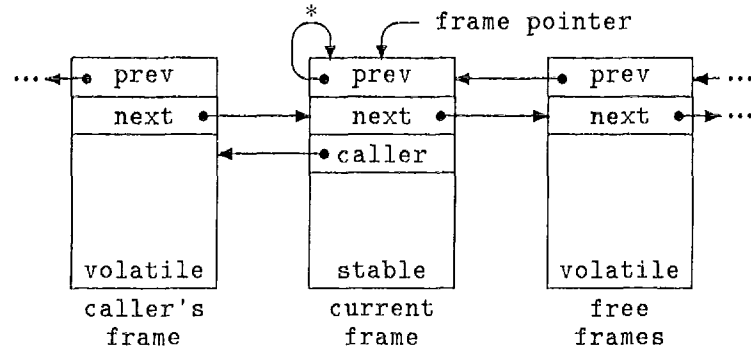 *
frame pointer
... prev prev prev ...
next next next ...
caller
volatile stable volatile
caller's current free
frame frame frames